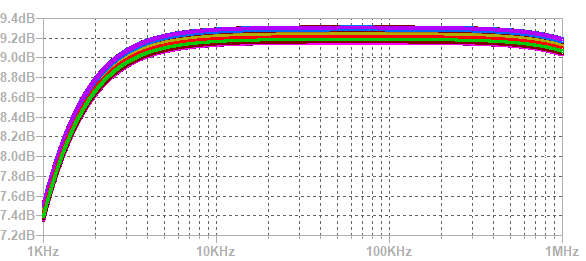 9.4dB
9.2dB
9.0dB
8.8dB
8.6dB
8.4dB
8.2dB
8.0dB
7.8dB
7.6dB
7.4dB
7.2dB
1KHz 10KHz 100KHz 1MHz